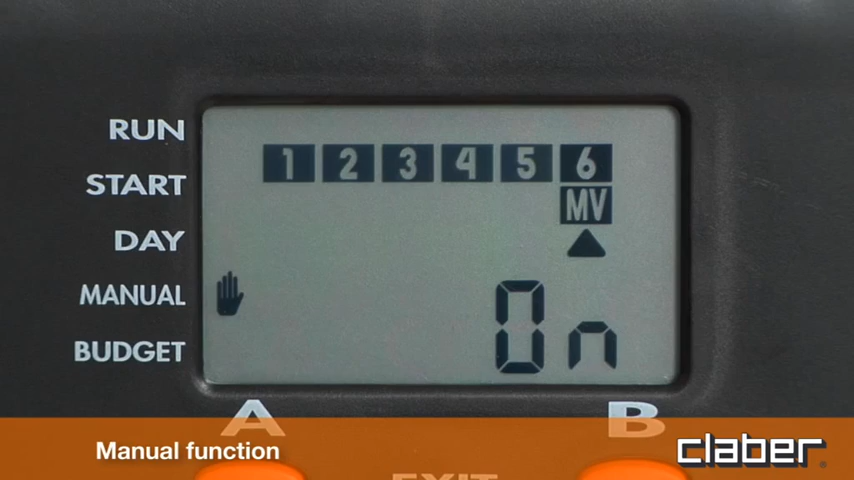 RUN
1 2 3 4 5 6
START
MV
DAY
MANUAL
On
BUDGET
A B
Manual function
claber.
EXIT